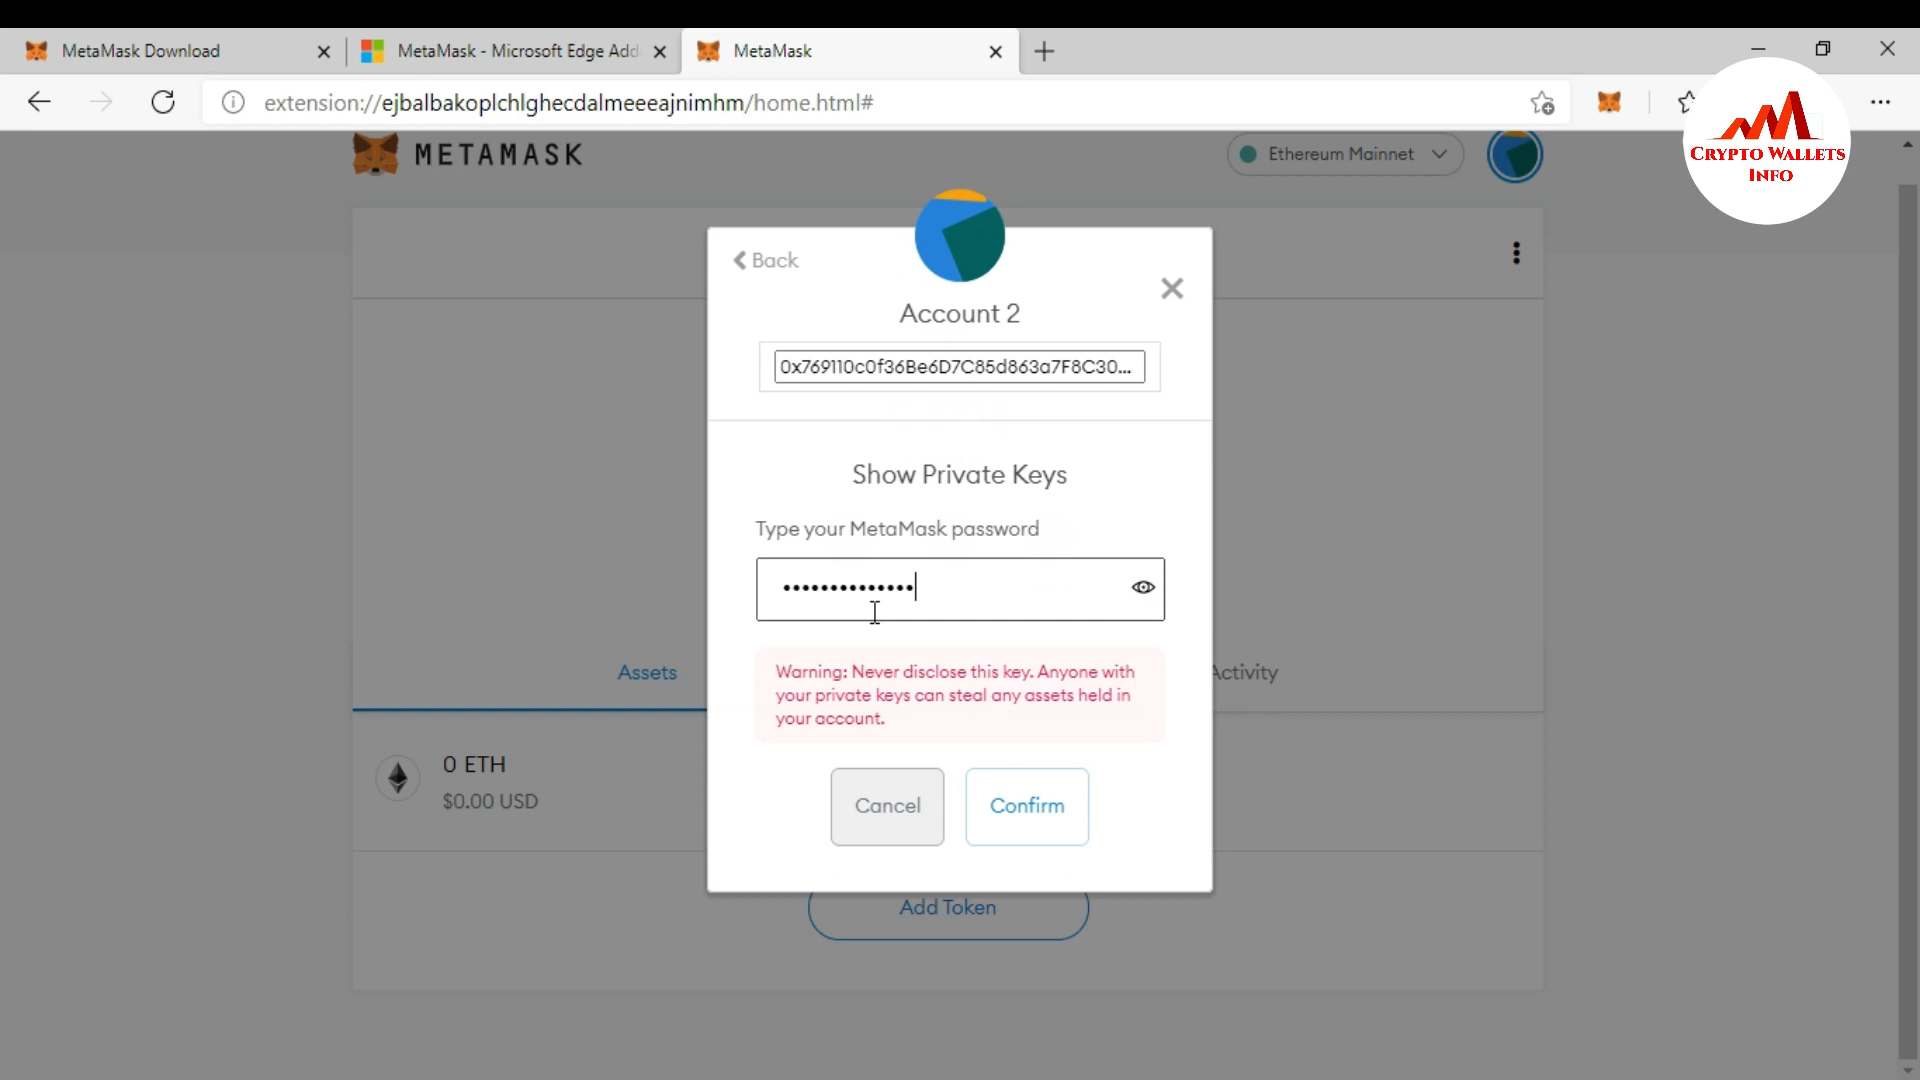 MetaMask Download
MetaMask - Microsoft Edge Add
MetaMask
extension://ejbalbakoplchlghecdalmeeeajnimhm/home.html#
CRYPTO WALLETS
INFO
METAMASK
Ethereum Mainnet
Back
Account 2
0x769110c0f36Be6D7C85d863a7F8C30...
Show Private Keys
Type your MetaMask password
Warning: Never disclose this key. Anyone with
your private keys can steal any assets held in
your account.
Assets
Activity
0 ETH
$0.00 USD
Cancel
Confirm
Add Token